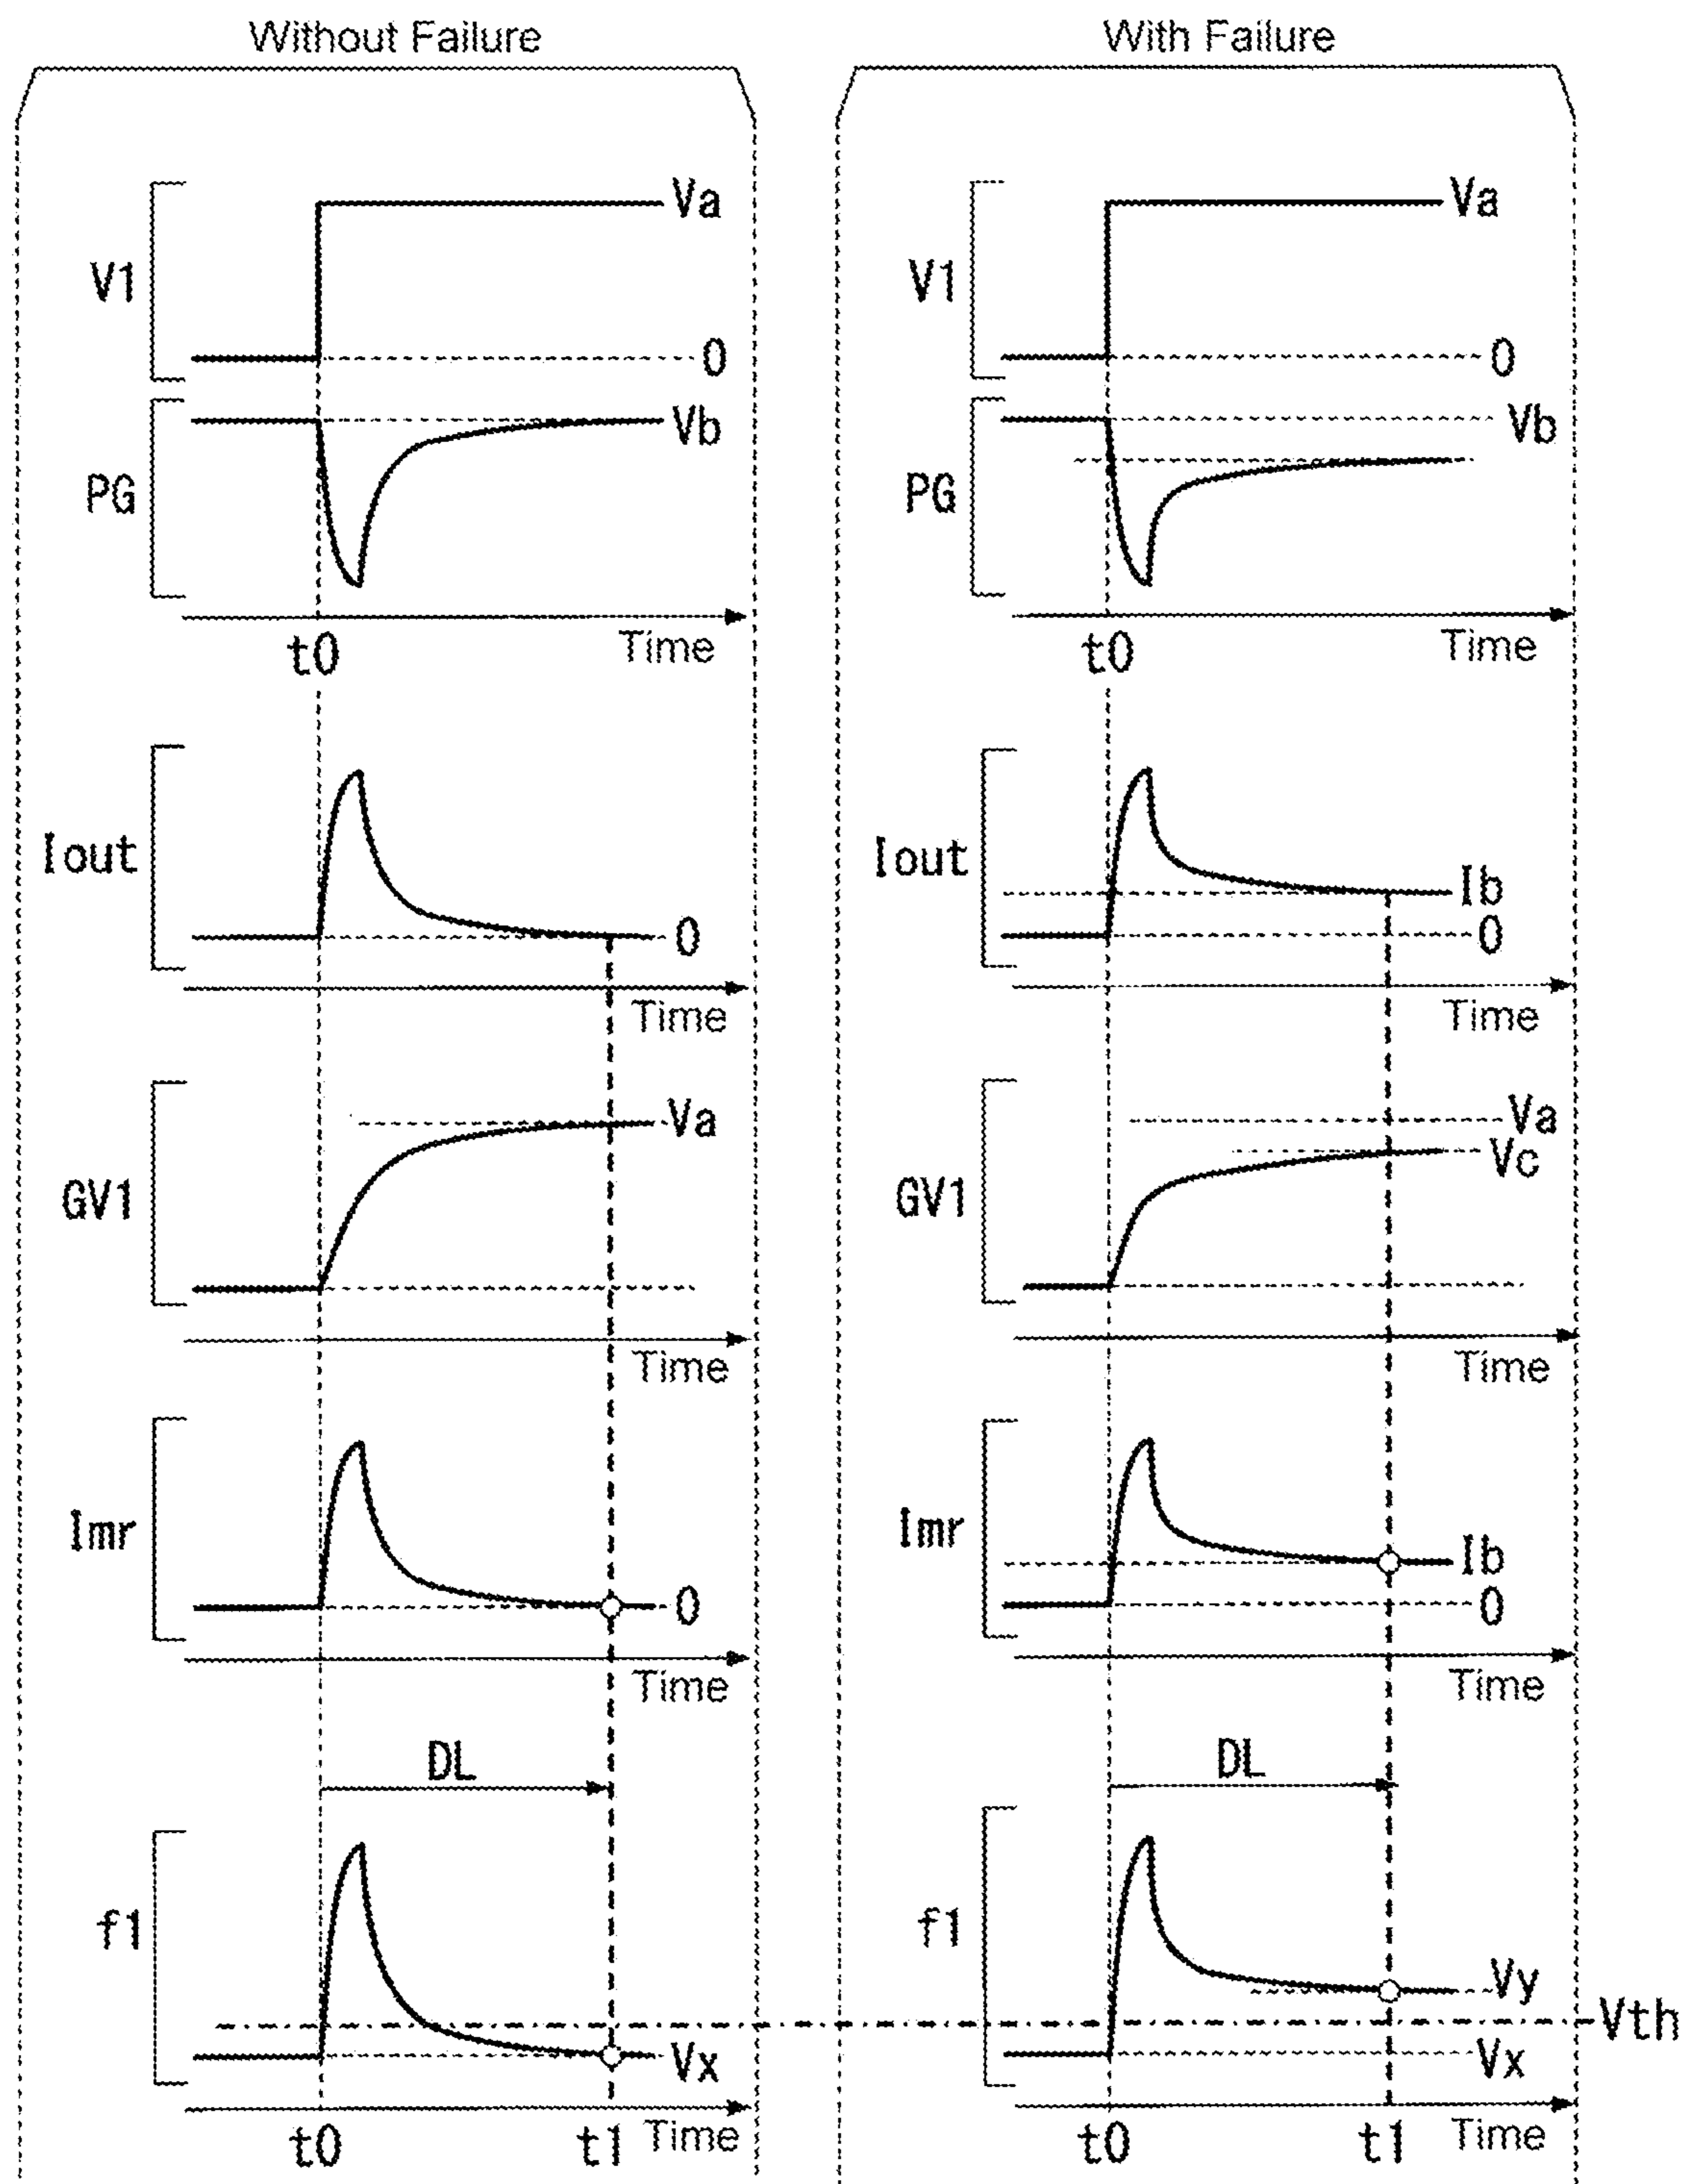 Without Failure
V1
Va
0
PG
Vb
t0
Time
Iout
0
Time
GV1
Va
Time
Imr
0
Time
DL
f1
Vx
t0
t1
Time
With Failure
V1
Va
0
PG
Vb
t0
Time
Iout
Ib
0
Time
GV1
Va
Vc
Time
Imr
Ib
0
Time
DL
f1
Vy
Vth
Vx
t0
t1
Time